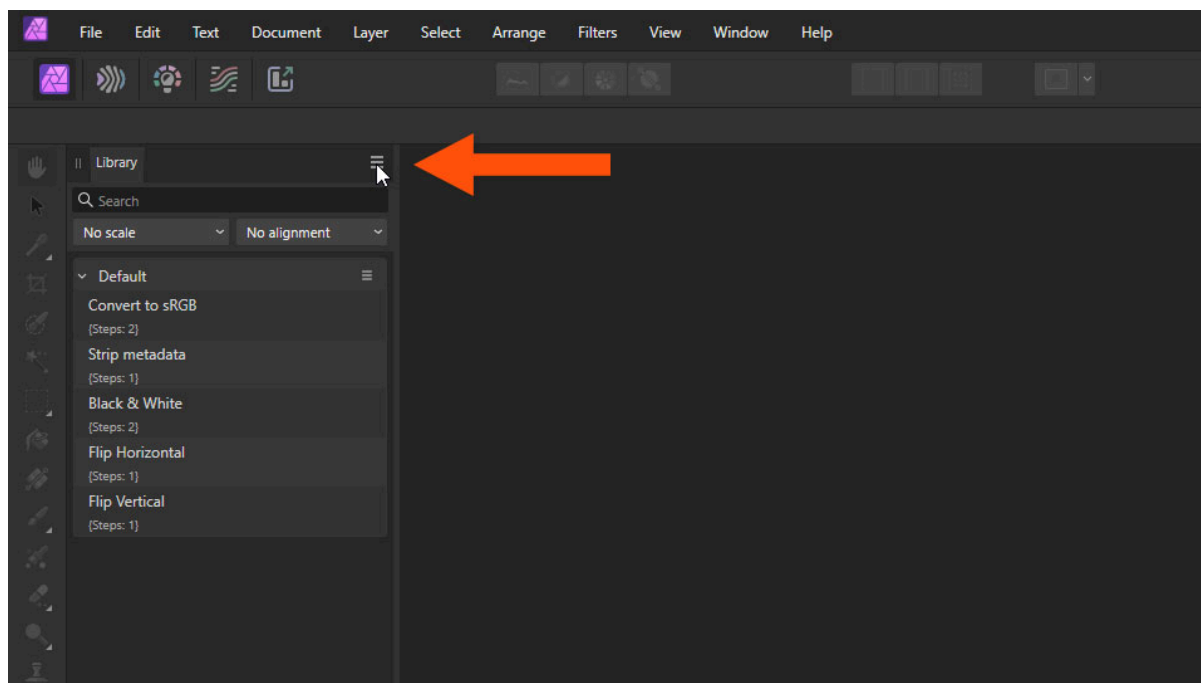 File Edit Text Document Layer Select Arrange Filters View Window Help
Library
Search
No scale No alignment
Default
Convert to sRGB
{Steps: 2}
Strip metadata
{Steps: 1}
Black & White
{Steps: 2}
Flip Horizontal
{Steps: 1}
Flip Vertical
{Steps: 1}